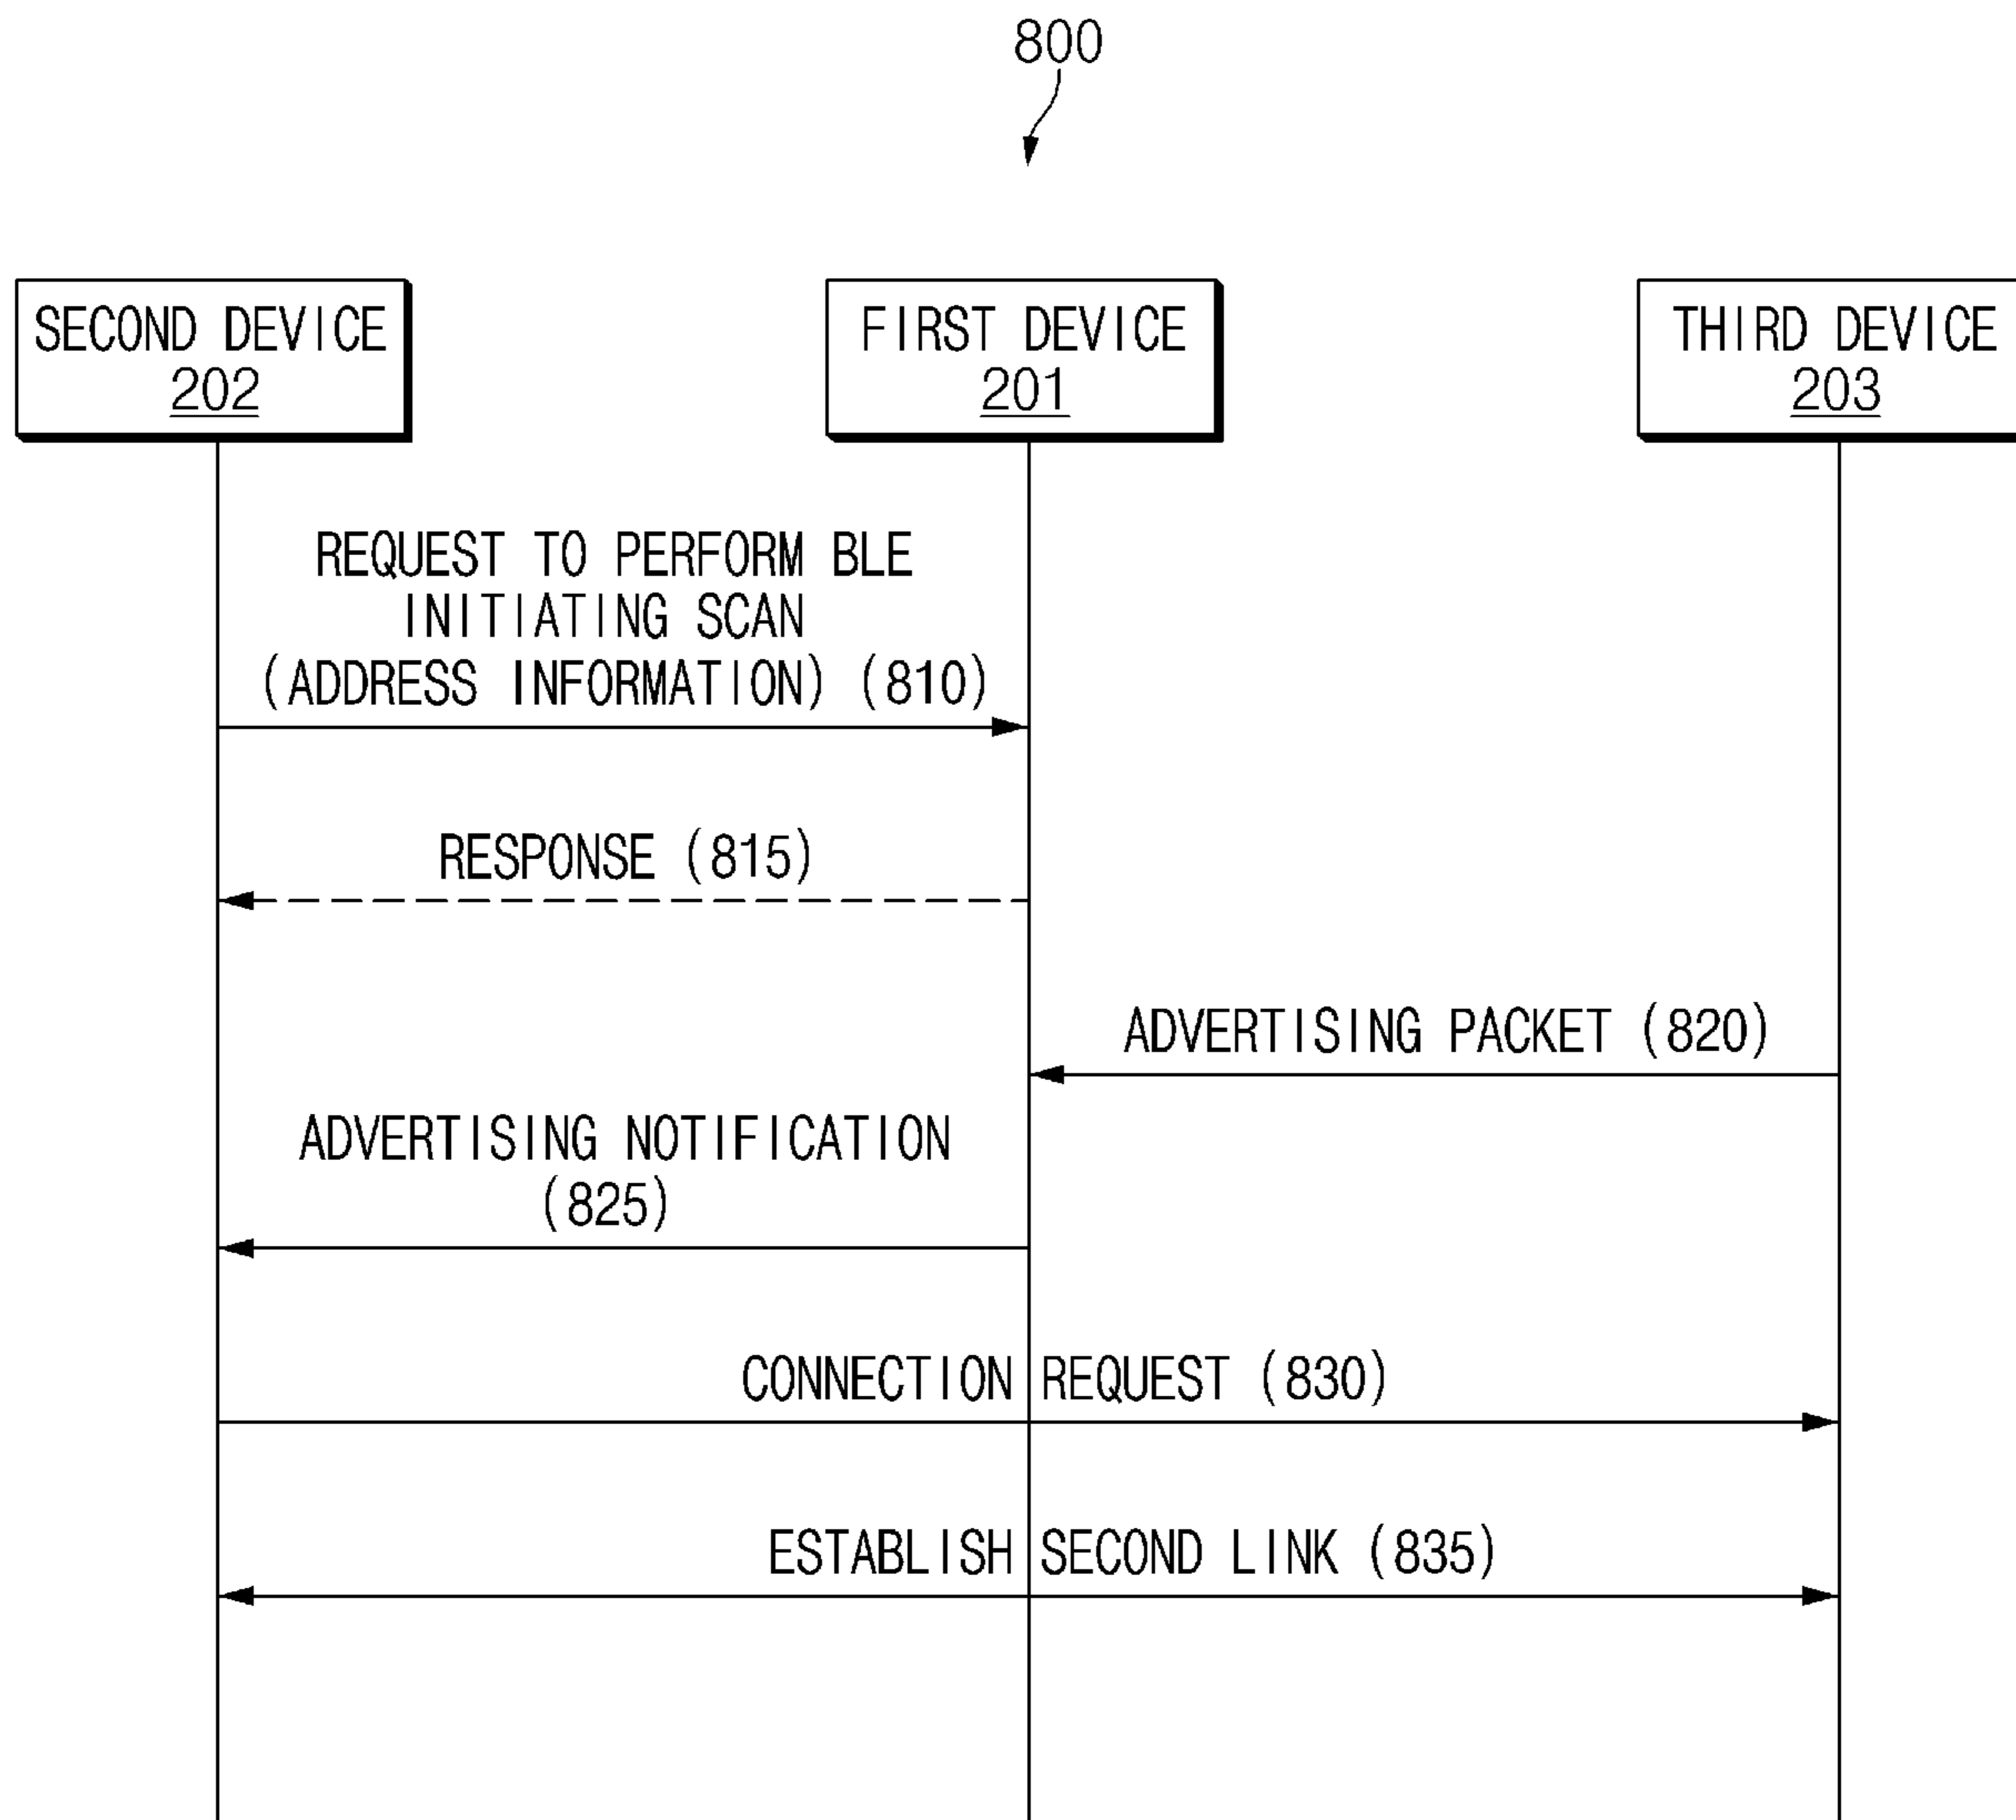 800
SECOND DEVICE
202
FIRST DEVICE
201
THIRD DEVICE
203
REQUEST TO PERFORM BLE
INITIATING SCAN
(ADDRESS INFORMATION) (810)
RESPONSE (815)
ADVERTISING PACKET (820)
ADVERTISING NOTIFICATION
(825)
CONNECTION REQUEST (830)
ESTABLISH SECOND LINK (835)